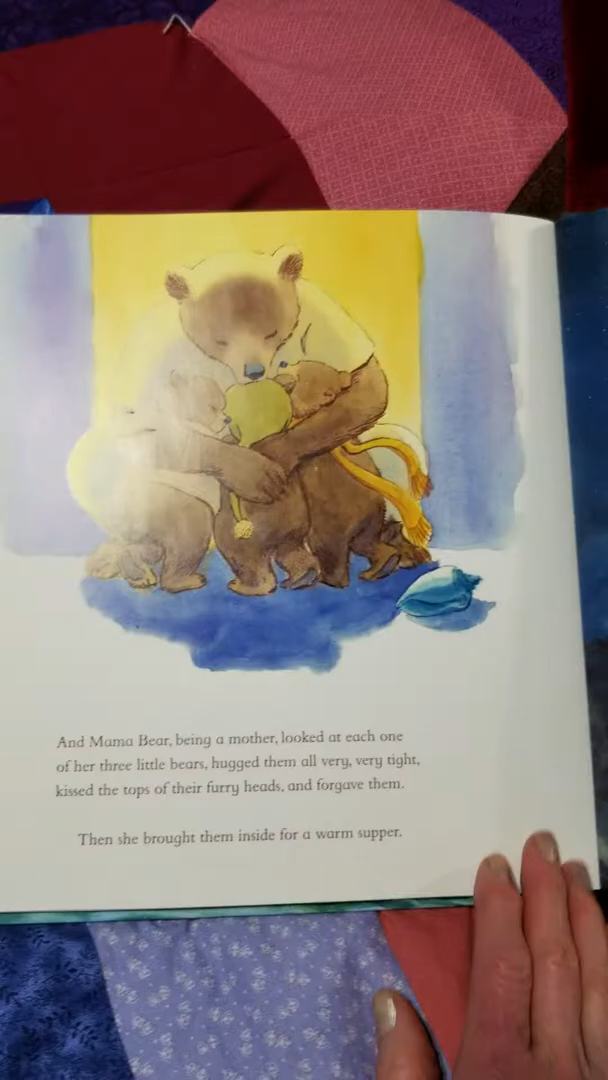 And Mama Bear, being a mother, looked at each one
of her three little bears, hugged them all very, very tight,
kissed the tops of their furry heads, and forgave them.
Then she brought them inside for a warm supper.